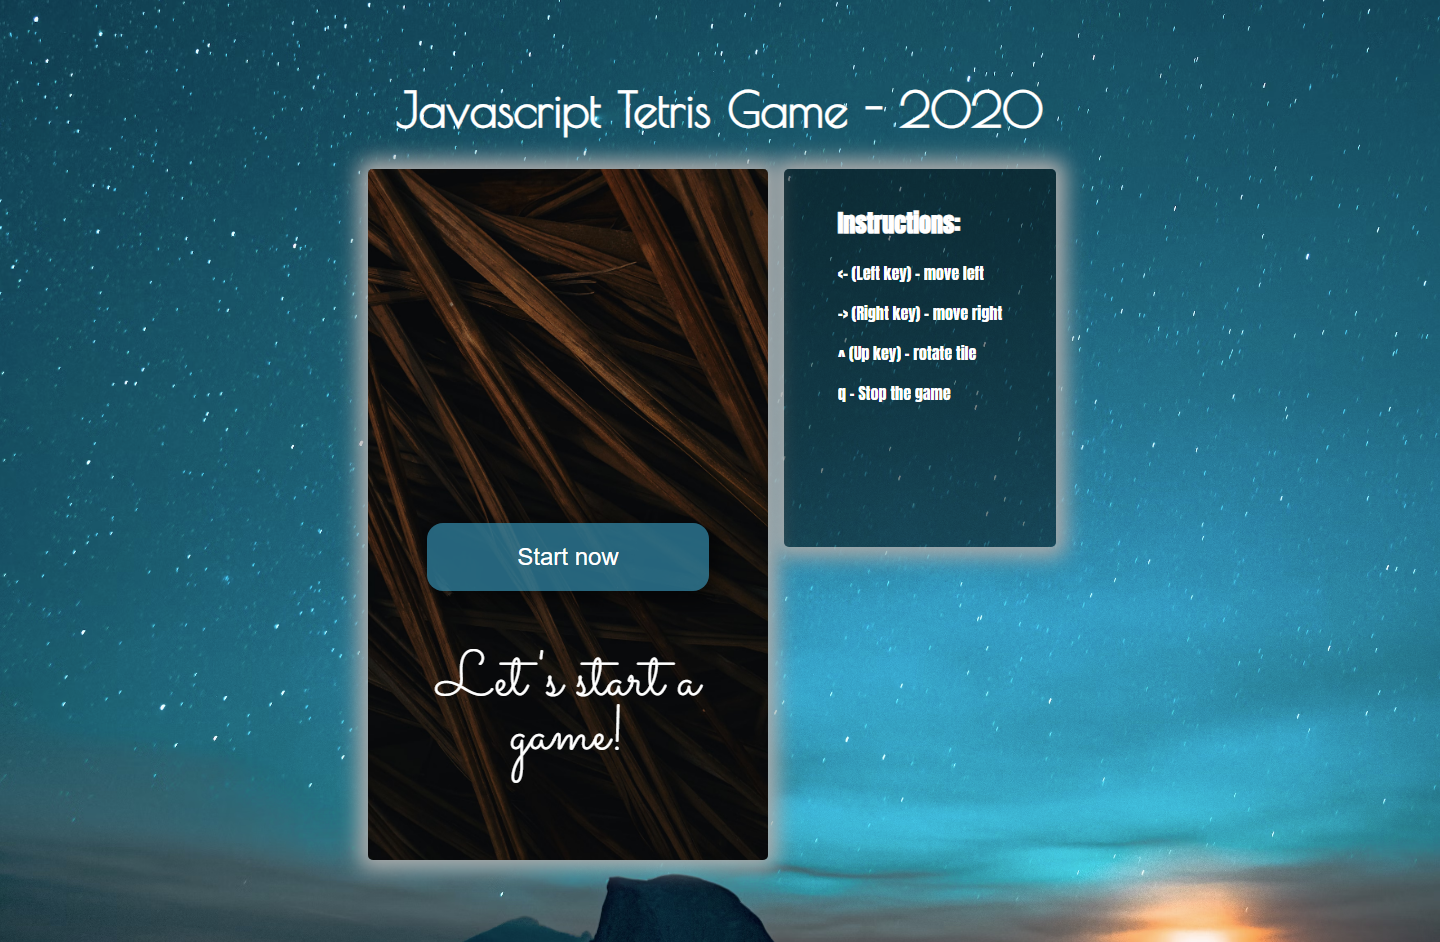 Javascript Tetris Game - 2020
Instructions:
<- (Left key) - move left
-> (Right key) - move right
^ (Up key) - rotate tile
q - Stop the game
Start now
Let's start a
game!